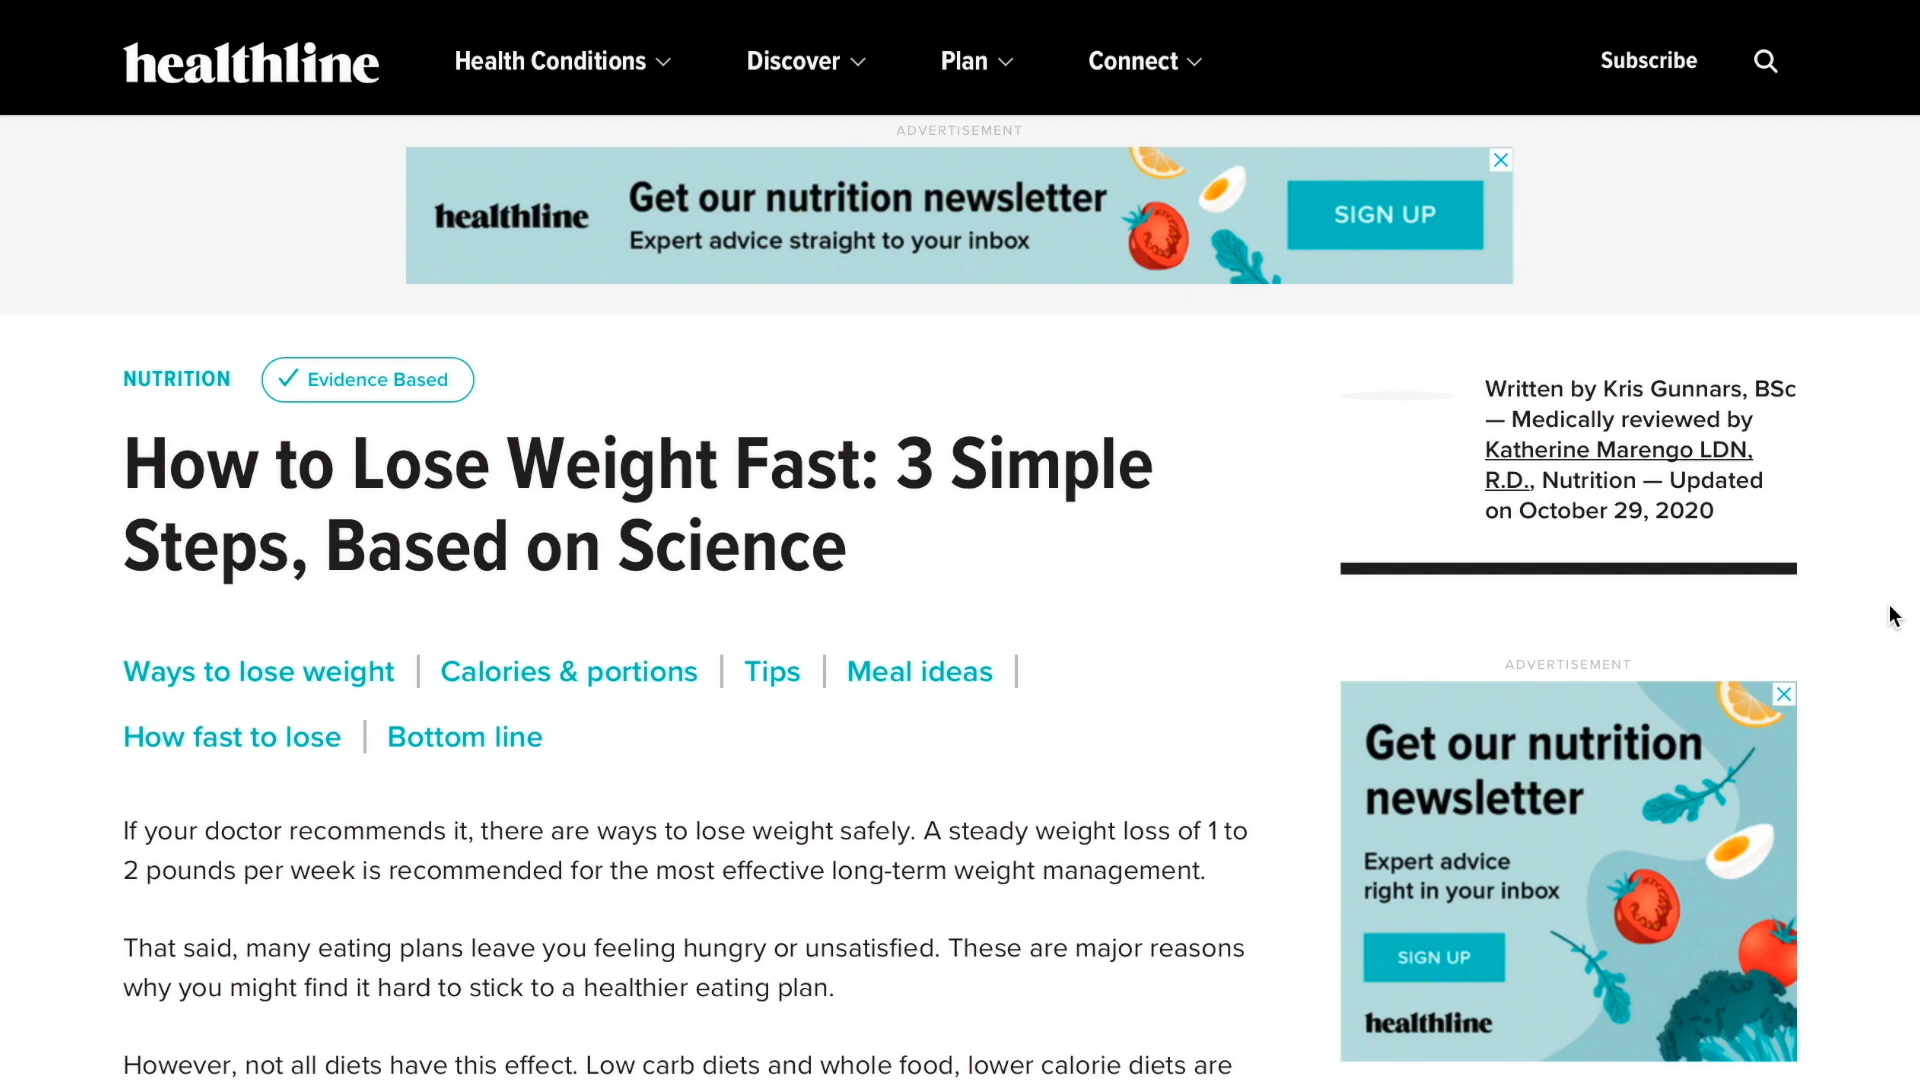 healthline
Health Conditions
Discover
Plan
Connect
Subscribe
ADVERTISEMENT
healthline
Get our nutrition newsletter
Expert advice straight to your inbox
SIGN UP
NUTRITION
Evidence Based
How to Lose Weight Fast: 3 Simple
Steps, Based on Science
Written by Kris Gunnars, BSc
— Medically reviewed by
Katherine Marengo LDN,
R.D., Nutrition — Updated
on October 29, 2020
Ways to lose weight | Calories & portions | Tips | Meal ideas |
How fast to lose | Bottom line
If your doctor recommends it, there are ways to lose weight safely. A steady weight loss of 1 to
2 pounds per week is recommended for the most effective long-term weight management.
That said, many eating plans leave you feeling hungry or unsatisfied. These are major reasons
why you might find it hard to stick to a healthier eating plan.
However, not all diets have this effect. Low carb diets and whole food, lower calorie diets are
ADVERTISEMENT
Get our nutrition
newsletter
Expert advice
right in your inbox
SIGN UP
healthline